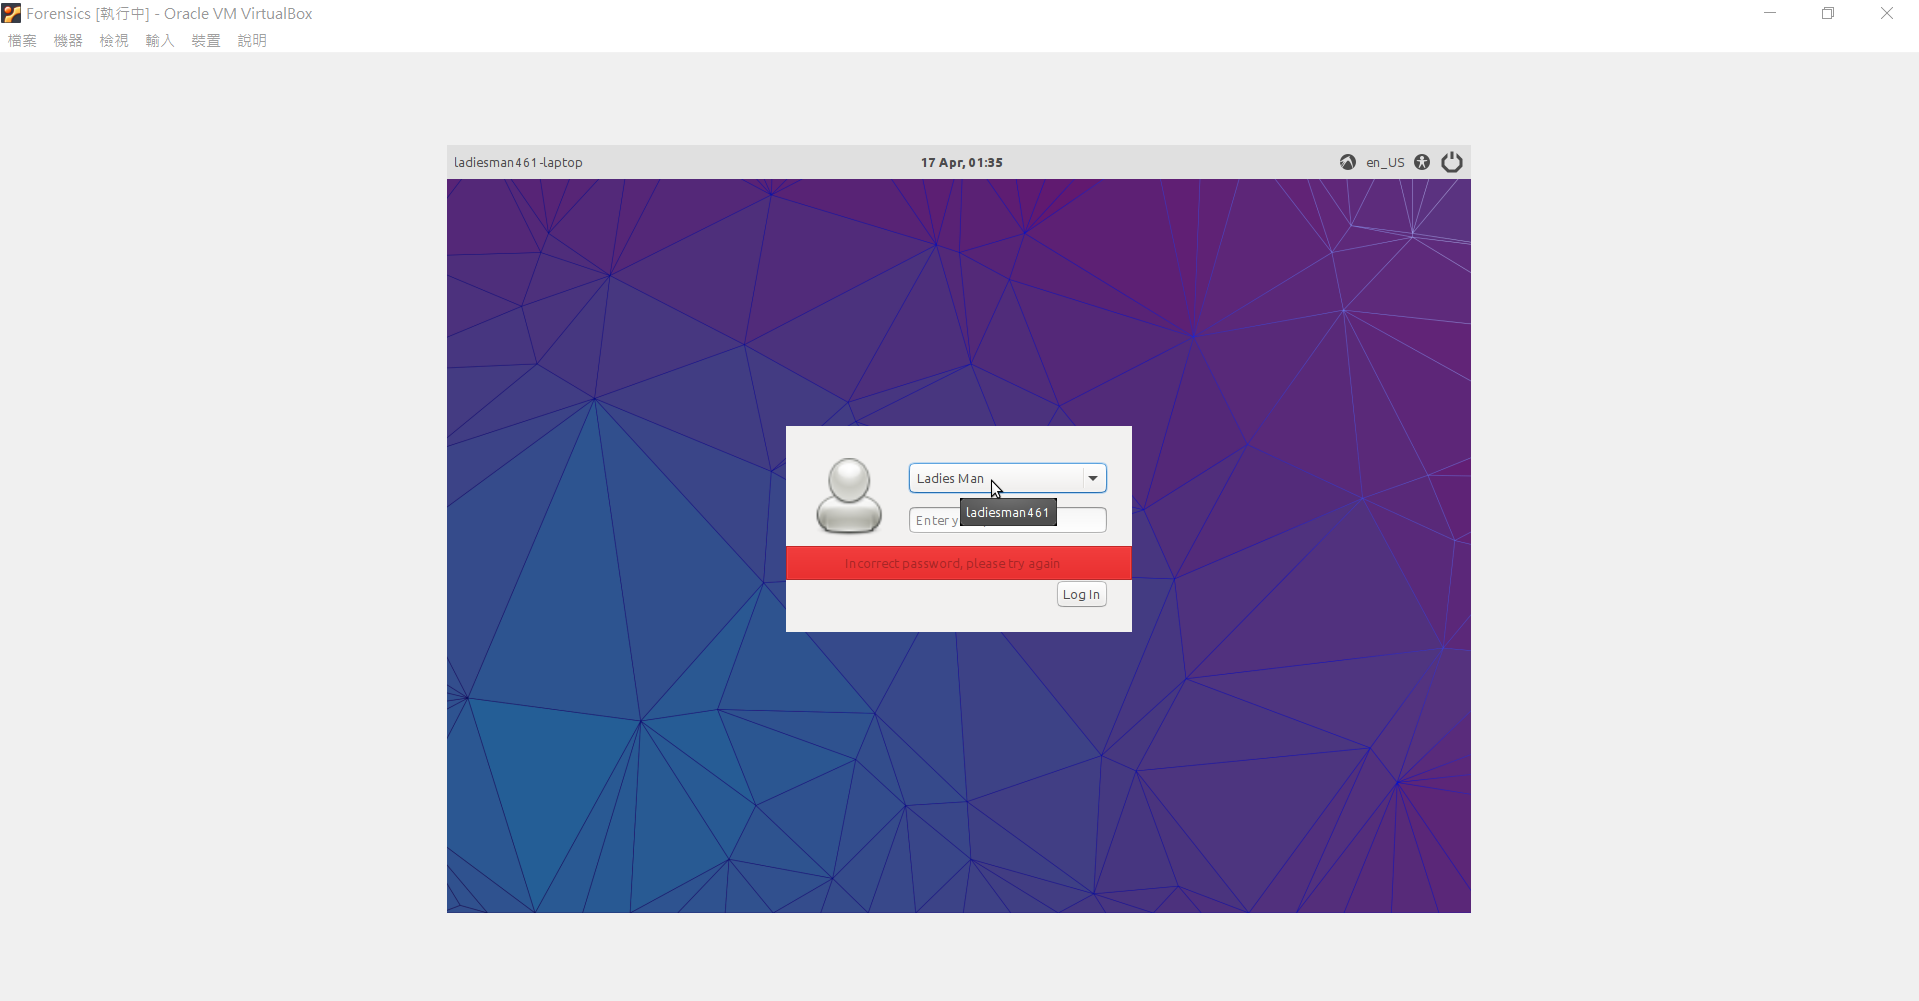 Forensics [執行中] - Oracle VM VirtualBox
檔案 機器 檢視 輸入 裝置 說明
ladiesman461-laptop 17 Apr, 01:35 en_US
Ladies Man
Enter y
ladiesman461
Incorrect password, please try again
Log In